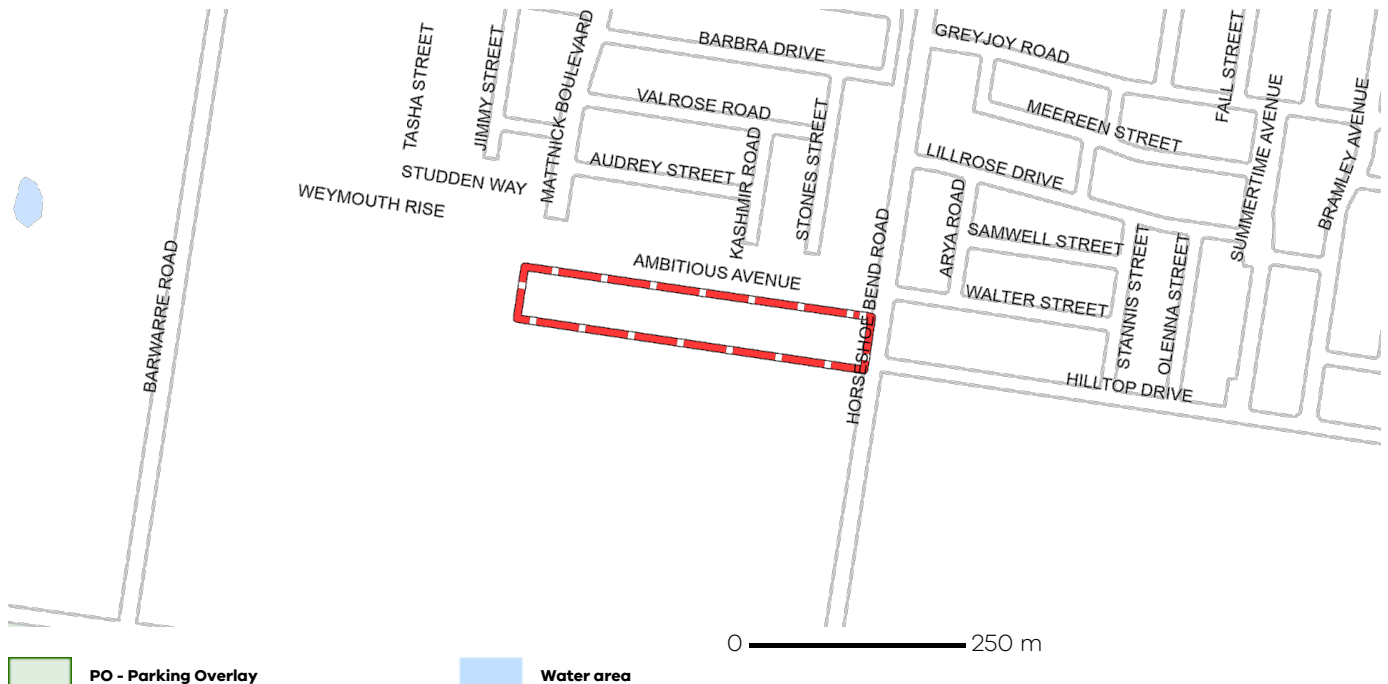 BARBRA DRIVE
GREYJOY ROAD
FALL STREET
TASHA STREET
JIMMY STREET
MATTNICK BOULEVARD
VALROSE ROAD
MEEREEN STREET
SUMMERTIME AVENUE
BRAMLEY AVENUE
STONES STREET
KASHMIR ROAD
AUDREY STREET
LILLROSE DRIVE
STUDDEN WAY
WEYMOUTH RISE
ARYA ROAD
SAMWELL STREET
HORSESHOE BEND ROAD
BARWARRE ROAD
AMBITIOUS AVENUE
WALTER STREET
STANNIS STREET
OLENNA STREET
HILLTOP DRIVE
0 250 m
PO - Parking Overlay
Water area